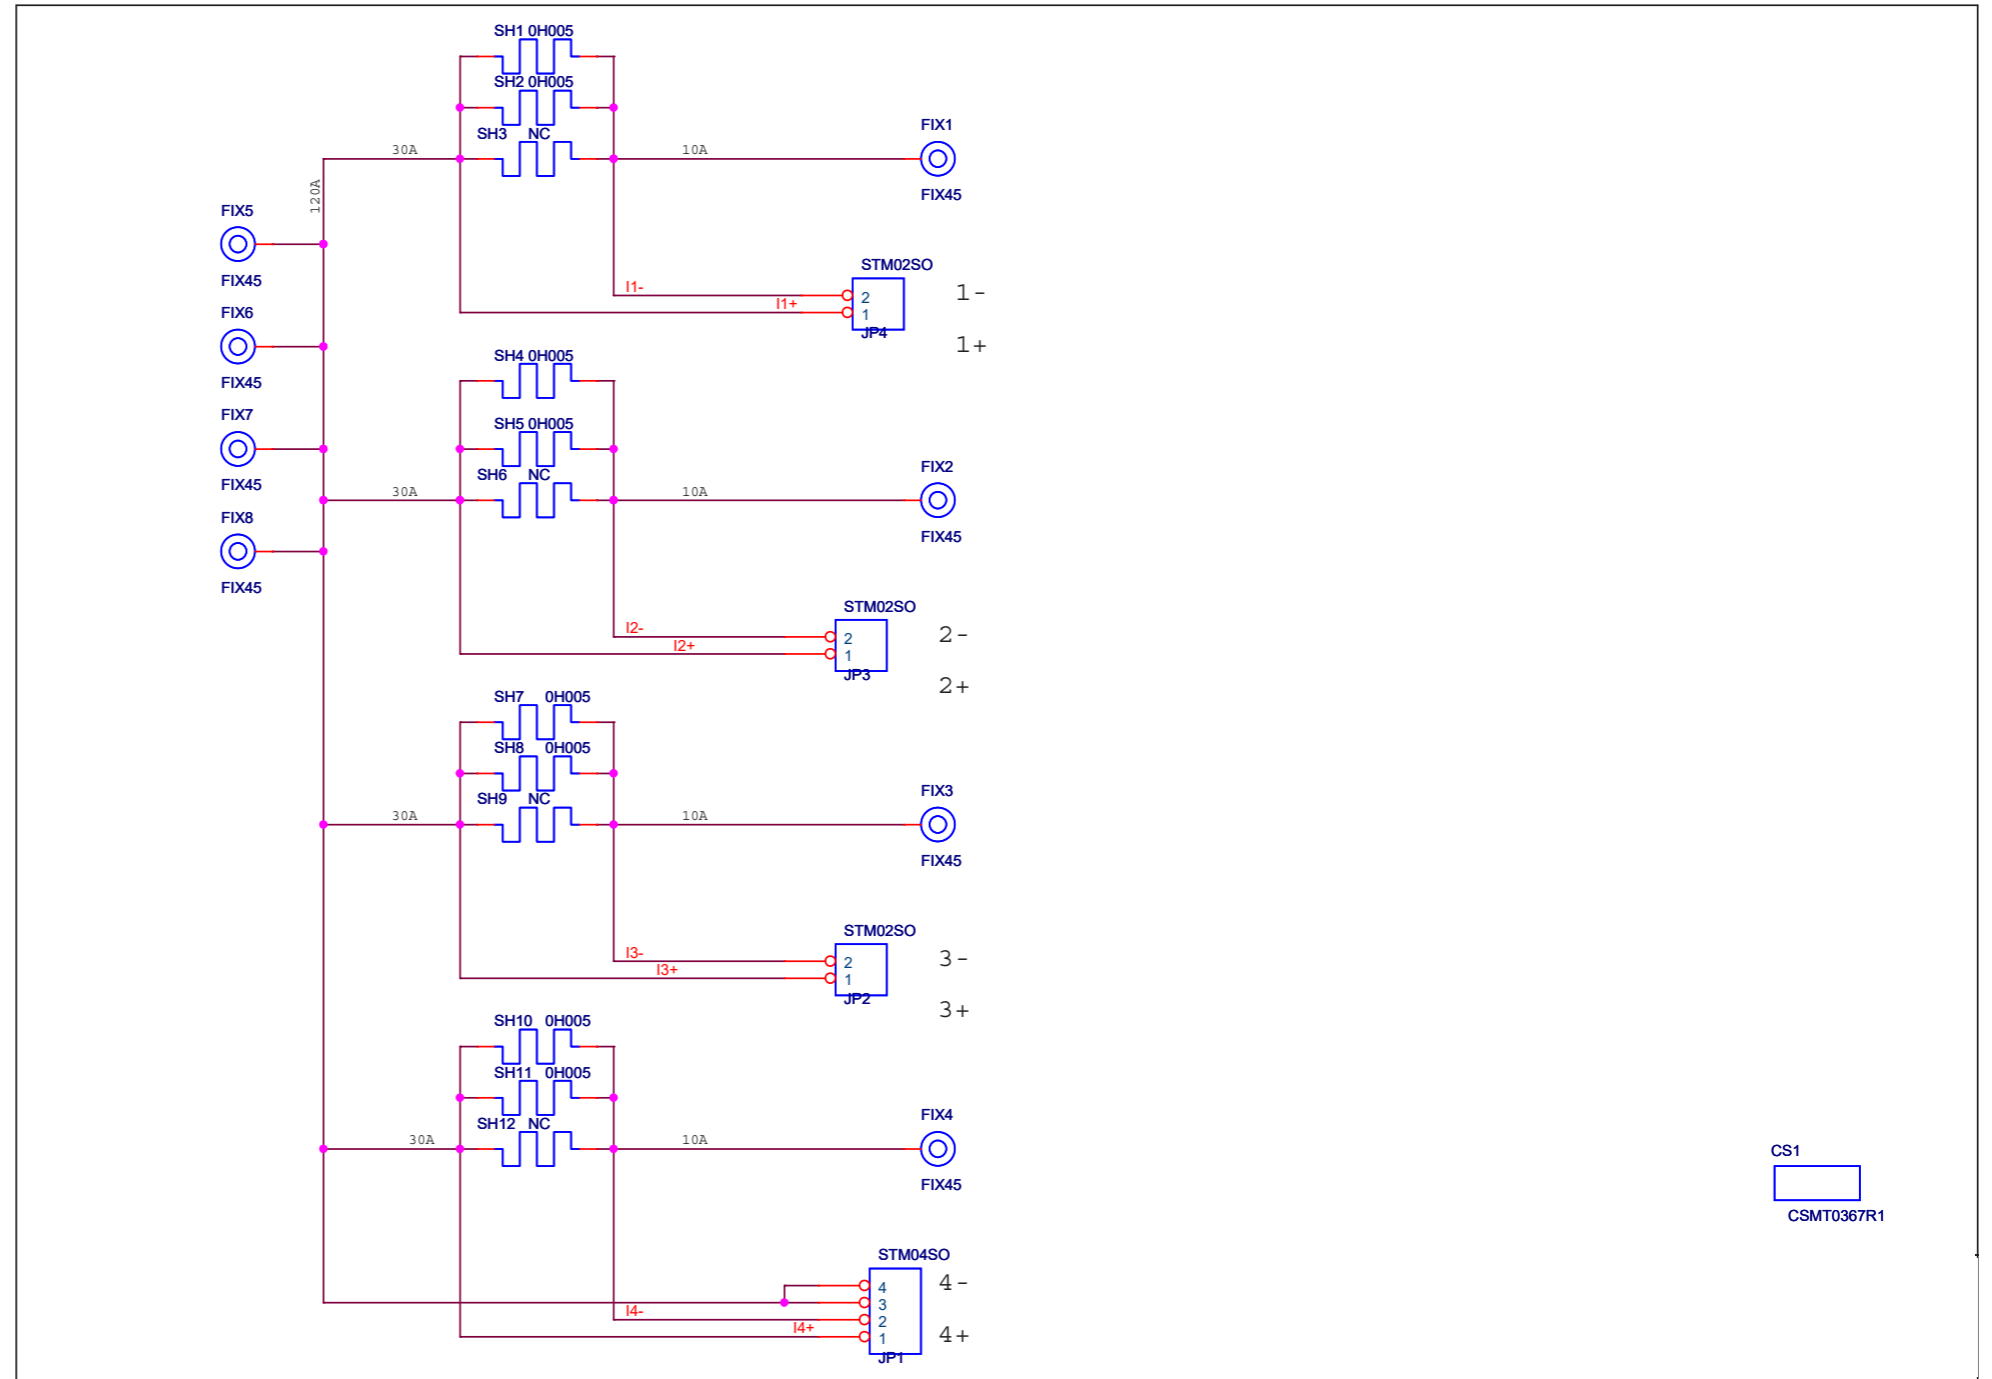 SH1 0H005
SH2 0H005
SH3 NC
FIX1
30A
10A
120A
FIX45
FIX5
FIX45
STM02SO
I1-
2
1-
I1+
1
JP4
1+
FIX6
FIX45
SH4 0H005
FIX7
SH5 0H005
FIX45
SH6 NC
FIX2
30A
10A
FIX8
FIX45
FIX45
STM02SO
I2-
2
2-
I2+
1
JP3
2+
SH7 0H005
SH8 0H005
SH9 NC
FIX3
30A
10A
FIX45
STM02SO
I3-
2
3-
I3+
1
JP2
3+
SH10 0H005
SH11 0H005
SH12 NC
FIX4
30A
10A
FIX45
CS1
CSMT0367R1
STM04SO
4
4-
3
I4-
2
I4+
1
4+
JP1